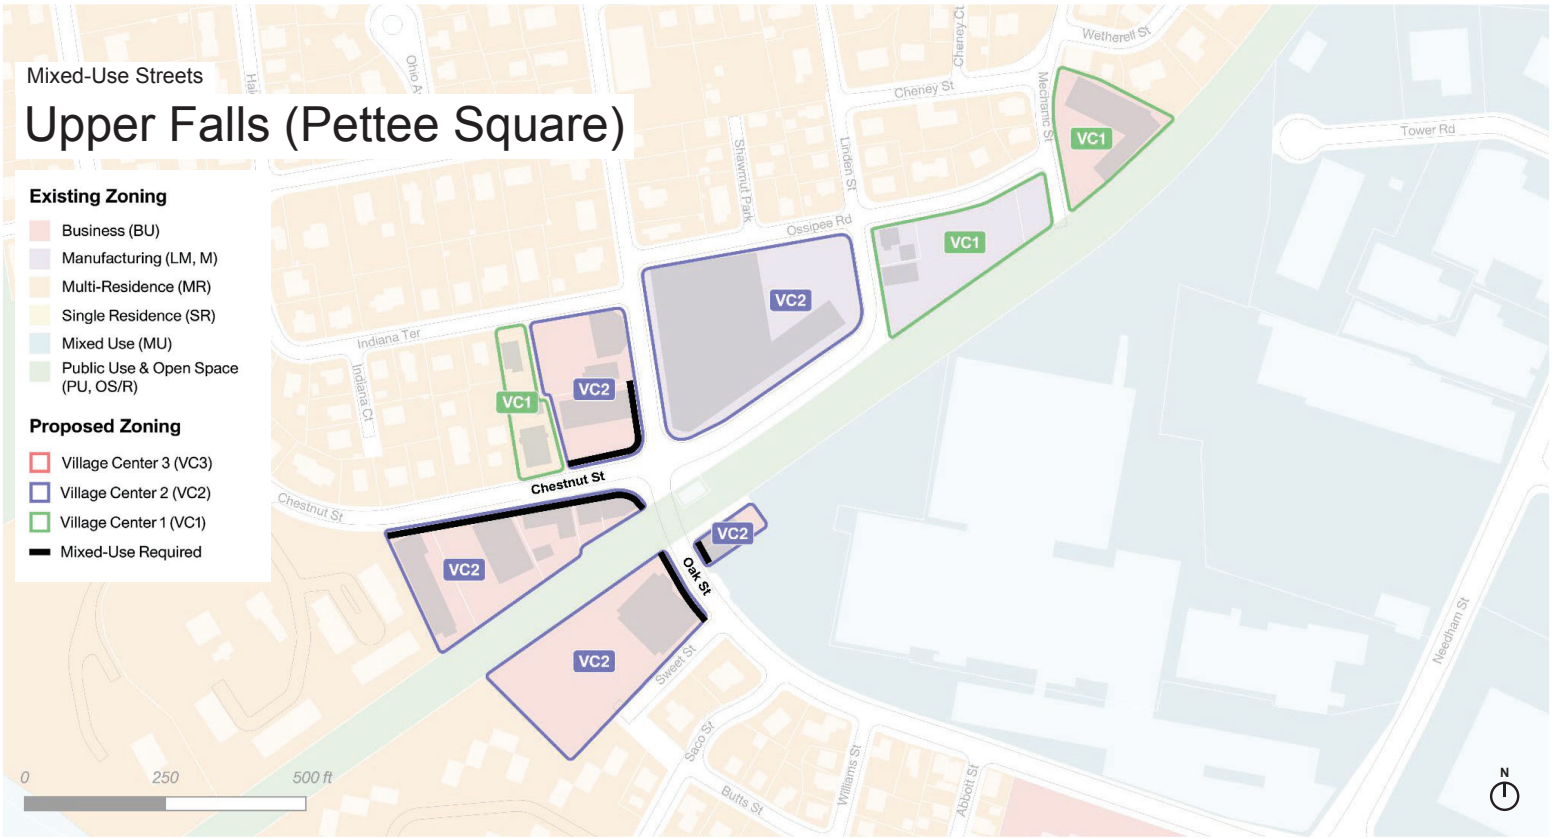 Mixed-Use Streets
Upper Falls (Pettee Square)
Existing Zoning
Business (BU)
Manufacturing (LM, M)
Multi-Residence (MR)
Single Residence (SR)
Mixed Use (MU)
Public Use & Open Space
(PU, OS/R)
Proposed Zoning
Village Center 3 (VC3)
Village Center 2 (VC2)
Village Center 1 (VC1)
Mixed-Use Required
0 250 500 ft
Cheney Ct
Wetherell St
Cheney St
Mechanic St
Tower Rd
VC1
Shawmut Park
Linden St
Ossipee Rd
VC1
VC2
Indiana Ter
Indiana Ct
VC1
VC2
Chestnut St
Chestnut St
VC2
VC2
Oak St
VC2
Sweet St
Needham St
Saco St
Williams St
Abbott St
Butts St
N